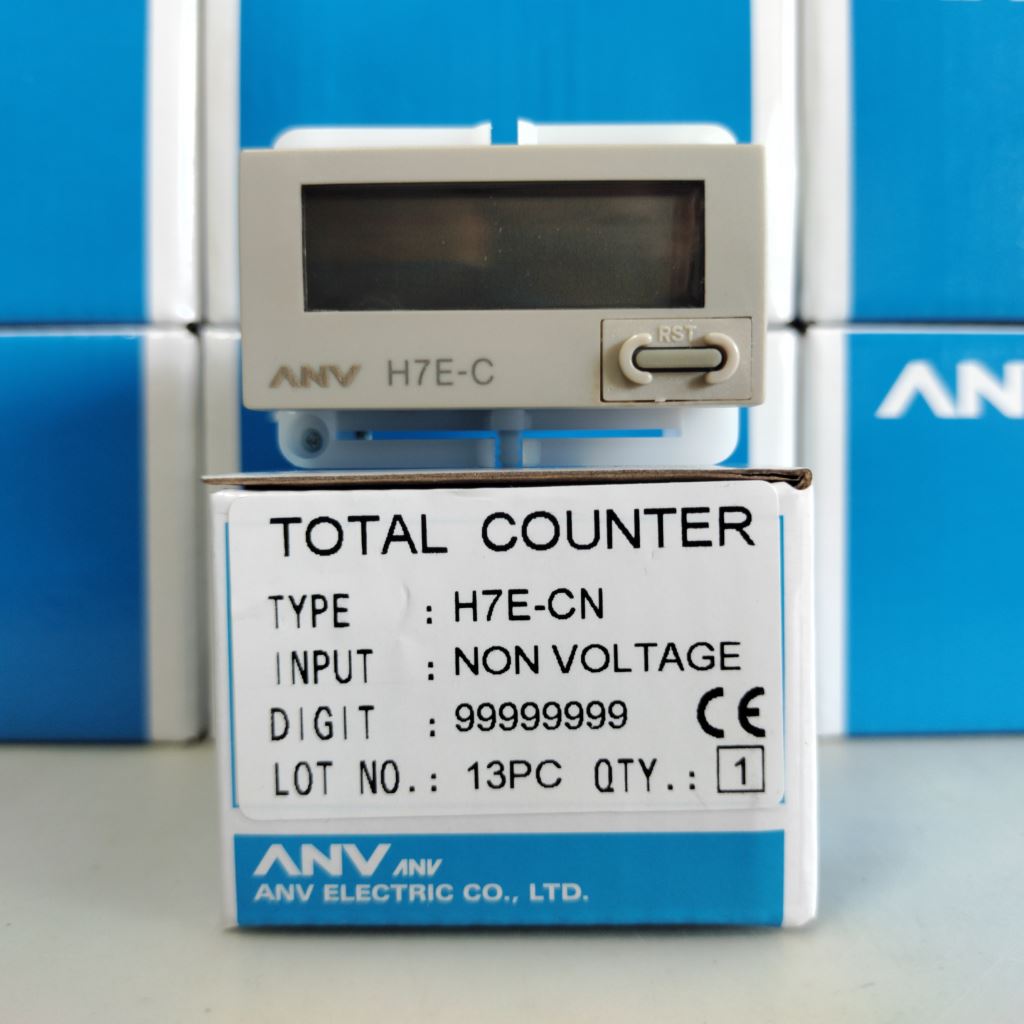 RST
ANV H7E-C
AN
TOTAL COUNTER
TYPE : H7E-CN
INPUT : NON VOLTAGE
DIGIT : 99999999
CE
LOT NO.: 13PC QTY.: 1
ANV ANV
ANV ELECTRIC CO., LTD.